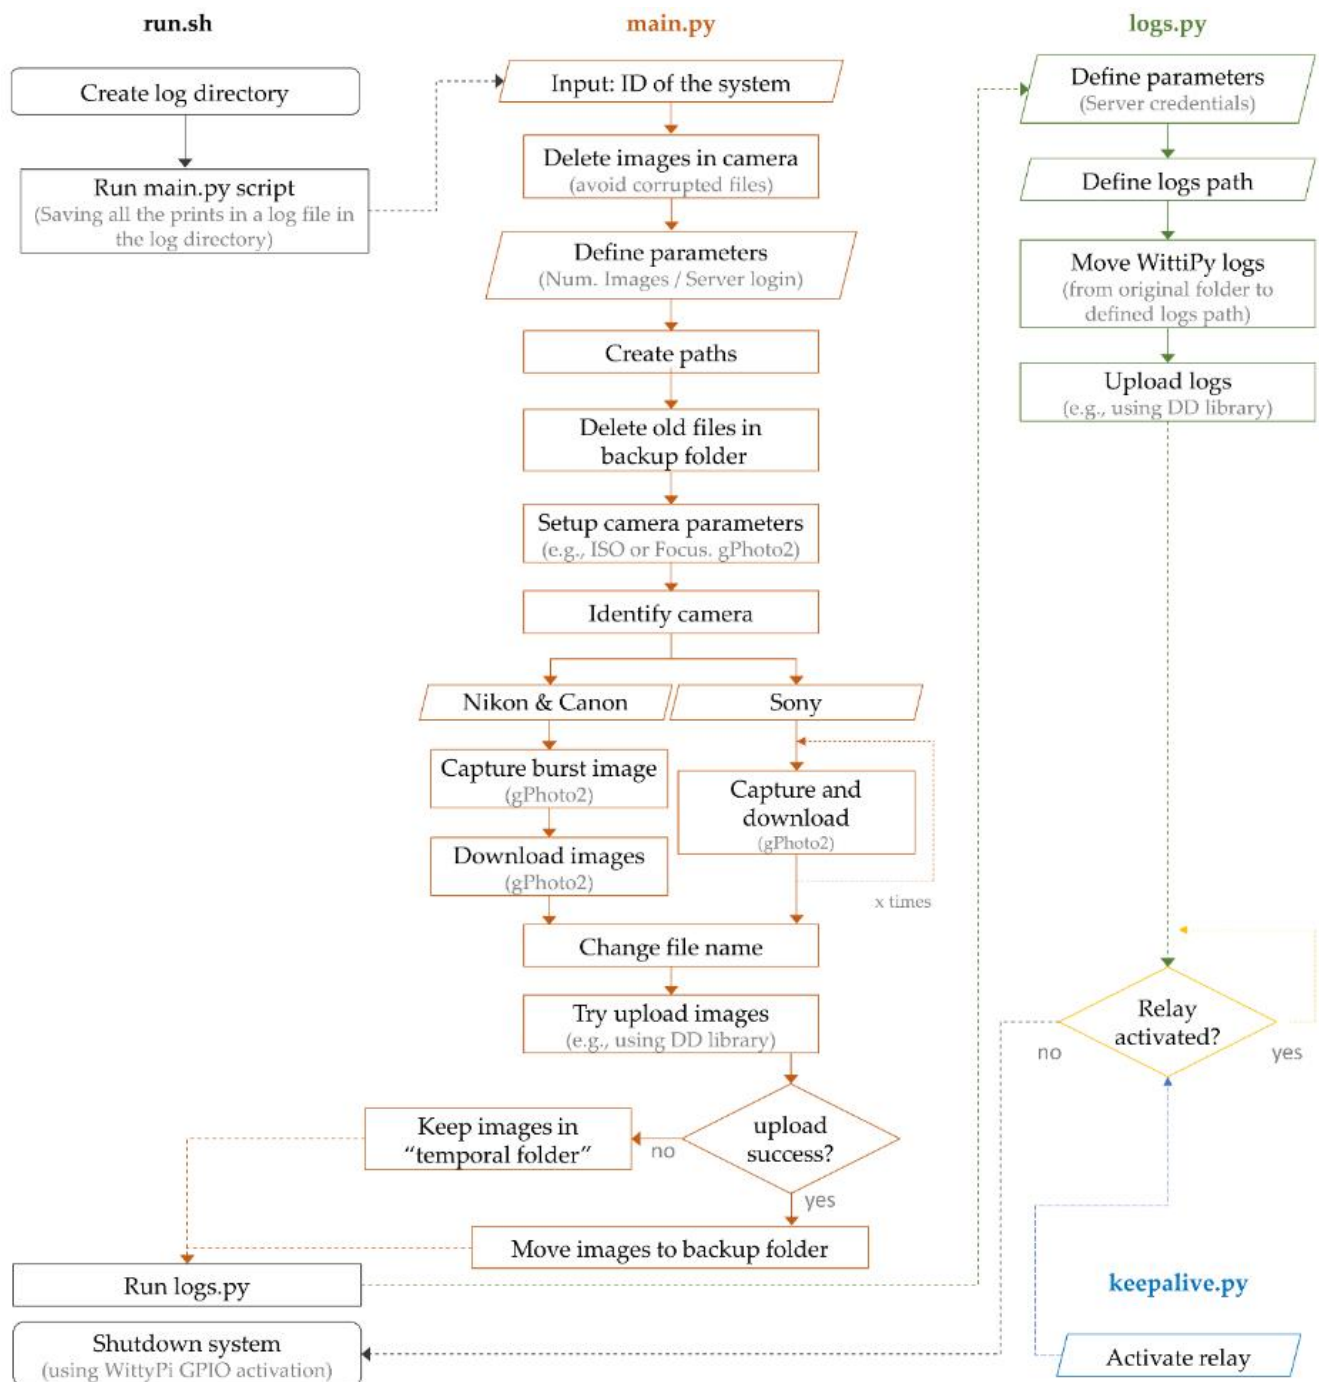 run.sh
Create log directory
Run main.py script
(Saving all the prints in a log file in
the log directory)
main.py
Input: ID of the system
Delete images in camera
(avoid corrupted files)
Define parameters
(Num. Images / Server login)
Create paths
Delete old files in
backup folder
Setup camera parameters
(e.g., ISO or Focus. gPhoto2)
Identify camera
Nikon & Canon
Capture burst image
(gPhoto2)
Download images
(gPhoto2)
Sony
Capture and
download
(gPhoto2)
x times
Change file name
Try upload images
(e.g., using DD library)
upload
success?
no
yes
Keep images in
“temporal folder”
Move images to backup folder
Run logs.py
Shutdown system
(using WittyPi GPIO activation)
logs.py
Define parameters
(Server credentials)
Define logs path
Move WittiPy logs
(from original folder to
defined logs path)
Upload logs
(e.g., using DD library)
Relay
activated?
no
yes
keepalive.py
Activate relay